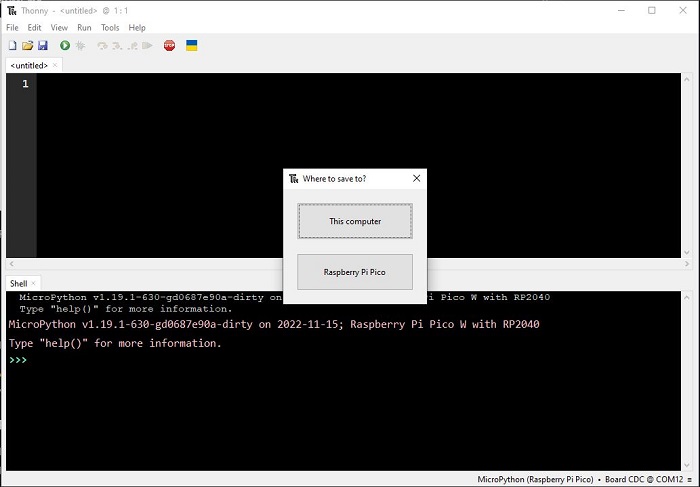 Thonny - <untitled> @ 1 : 1
File Edit View Run Tools Help
STOP
<untitled>
1
Where to save to?
This computer
Raspberry Pi Pico
Shell
MicroPython v1.19.1-630-gd0687e90a-dirty on i Pico W with RP2040
Type "help()" for more information.
MicroPython v1.19.1-630-gd0687e90a-dirty on 2022-11-15; Raspberry Pi Pico W with RP2040
Type "help()" for more information.
>>>
MicroPython (Raspberry Pi Pico) • Board CDC @ COM12 ≡